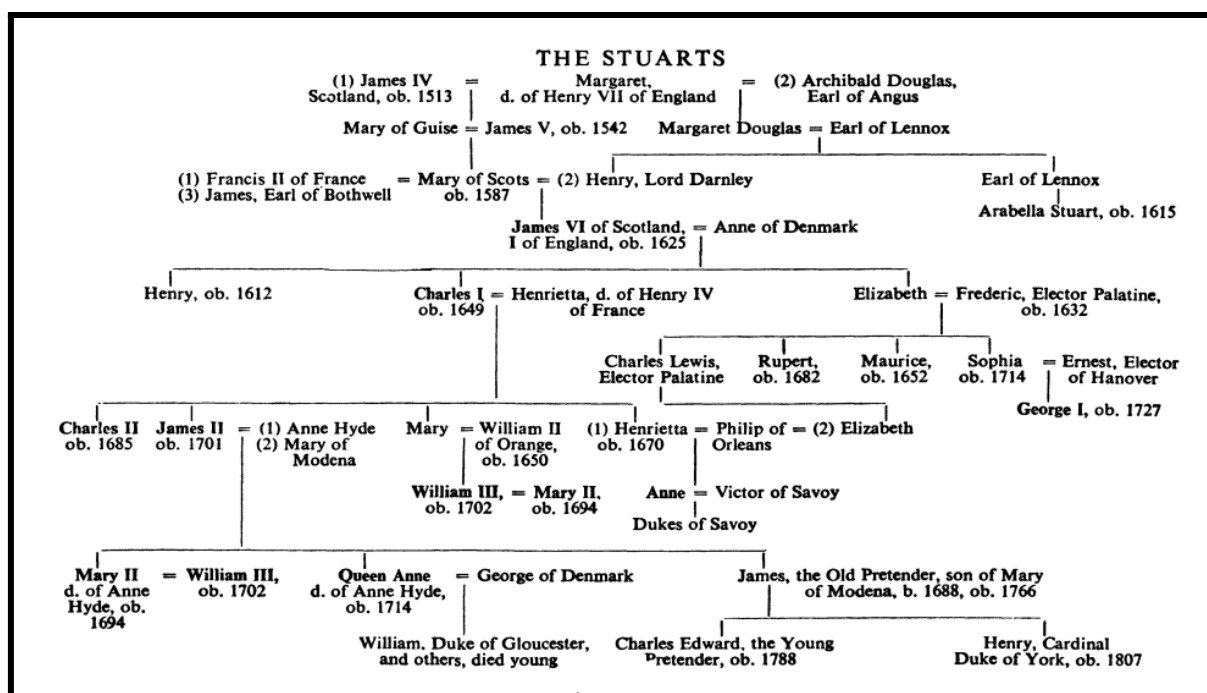 THE STUARTS
(1) James IV = Margaret, = (2) Archibald Douglas,
Scotland, ob. 1513 d. of Henry VII of England Earl of Angus
Mary of Guise = James V, ob. 1542 Margaret Douglas = Earl of Lennox
(1) Francis II of France = Mary of Scots = (2) Henry, Lord Darnley Earl of Lennox
(3) James, Earl of Bothwell ob. 1587
Arabella Stuart, ob. 1615
James VI of Scotland, = Anne of Denmark
I of England, ob. 1625
Henry, ob. 1612 Charles I = Henrietta, d. of Henry IV Elizabeth = Frederic, Elector Palatine,
ob. 1649 of France ob. 1632
Charles Lewis, Rupert, Maurice, Sophia = Ernest, Elector
Elector Palatine ob. 1682 ob. 1652 ob. 1714 of Hanover
George I, ob. 1727
Charles II James II = (1) Anne Hyde Mary = William II (1) Henrietta = Philip of = (2) Elizabeth
ob. 1685 ob. 1701 (2) Mary of of Orange, ob. 1670 Orleans
Modena ob. 1650
William III, = Mary II, Anne = Victor of Savoy
ob. 1702 ob. 1694
Dukes of Savoy
Mary II = William III, Queen Anne = George of Denmark James, the Old Pretender, son of Mary
d. of Anne ob. 1702 d. of Anne Hyde, of Modena, b. 1688, ob. 1766
Hyde, ob. ob. 1714
1694
William, Duke of Gloucester, Charles Edward, the Young Henry, Cardinal
and others, died young Pretender, ob. 1788 Duke of York, ob. 1807